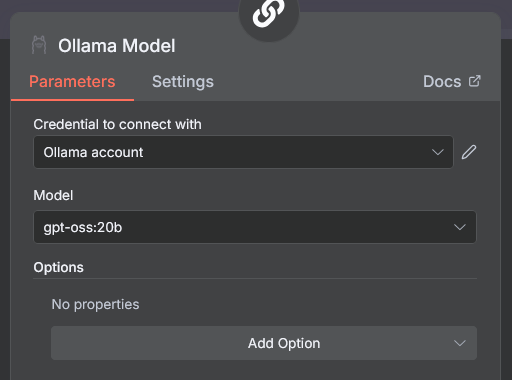 Ollama Model
Parameters Settings Docs
Credential to connect with
Ollama account
Model
gpt-oss:20b
Options
No properties
Add Option